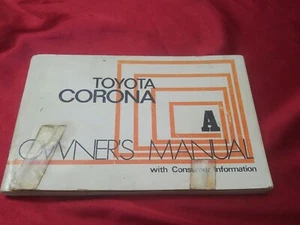 TOYOTA
CORONA
A
OWNER'S MANUAL
with Consumer Information